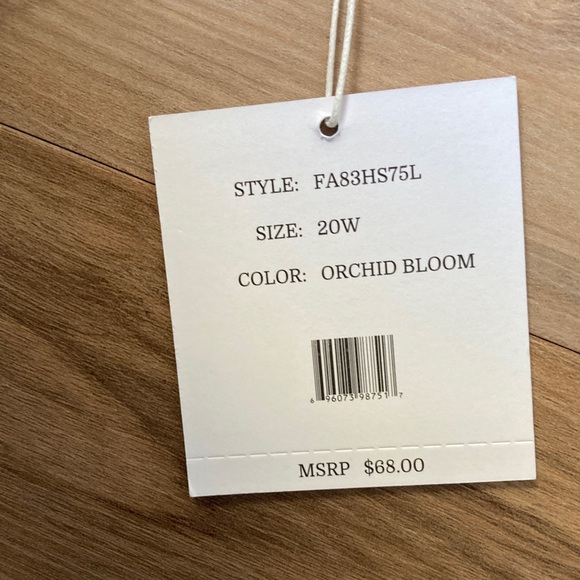 STYLE: FA83HS75L
SIZE: 20W
COLOR: ORCHID BLOOM
8 96073 98751 7
MSRP $68.00